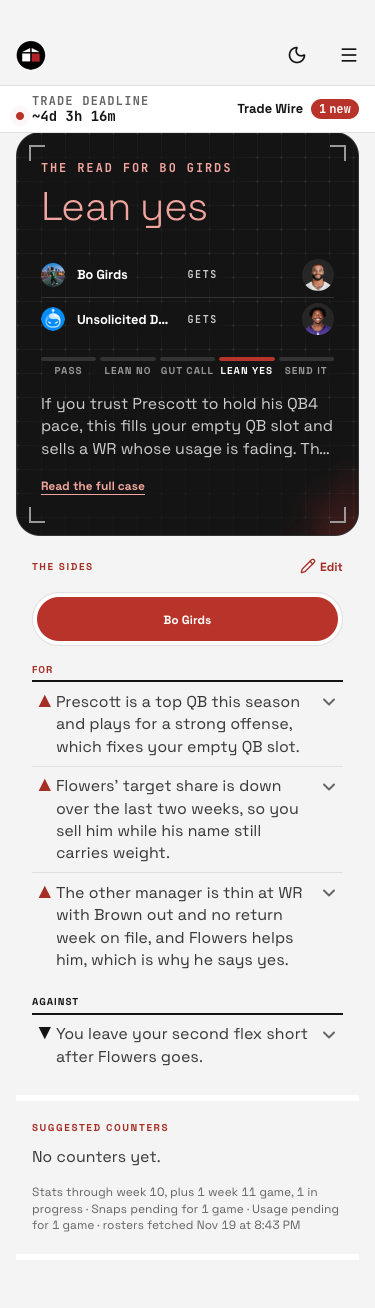 TRADE DEADLINE
~4d 3h 16m
Trade Wire 1 new
THE READ FOR BO GIRDS
Lean yes
Bo Girds GETS
Unsolicited D... GETS
PASS LEAN NO GUT CALL LEAN YES SEND IT
If you trust Prescott to hold his QB4
pace, this fills your empty QB slot and
sells a WR whose usage is fading. Th...
Read the full case
THE SIDES Edit
Bo Girds
FOR
Prescott is a top QB this season
and plays for a strong offense,
which fixes your empty QB slot.
Flowers' target share is down
over the last two weeks, so you
sell him while his name still
carries weight.
The other manager is thin at WR
with Brown out and no return
week on file, and Flowers helps
him, which is why he says yes.
AGAINST
You leave your second flex short
after Flowers goes.
SUGGESTED COUNTERS
No counters yet.
Stats through week 10, plus 1 week 11 game, 1 in
progress · Snaps pending for 1 game · Usage pending
for 1 game · rosters fetched Nov 19 at 8:43 PM